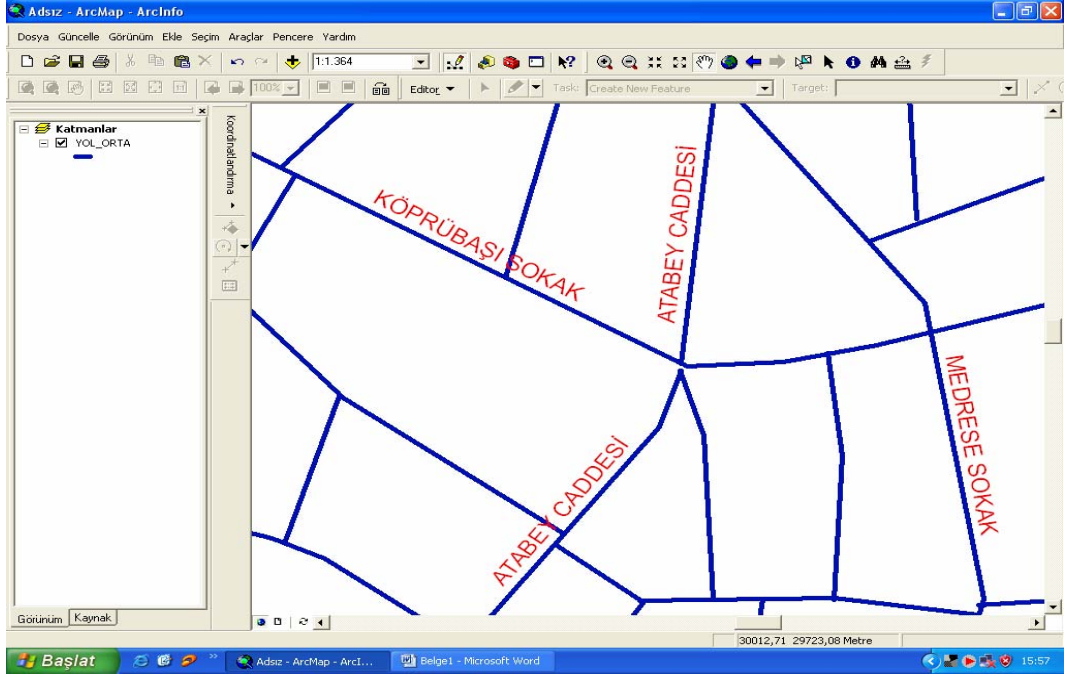 Adsız - ArcMap - ArcInfo
Dosya Güncelle Görünüm Ekle Seçim Araçlar Pencere Yardım
1:1.364
100% Editor Task: Create New Feature Target:
Katmanlar
YOL_ORTA
Koordinatlandırma
KÖPRÜBAŞI SOKAK
ATABEY CADDESİ
MEDRESE SOKAK
ATABEY CADDESİ
Görünüm Kaynak
30012,71 29723,08 Metre
Başlat Adsız - ArcMap - ArcI... Belge1 - Microsoft Word 15:57